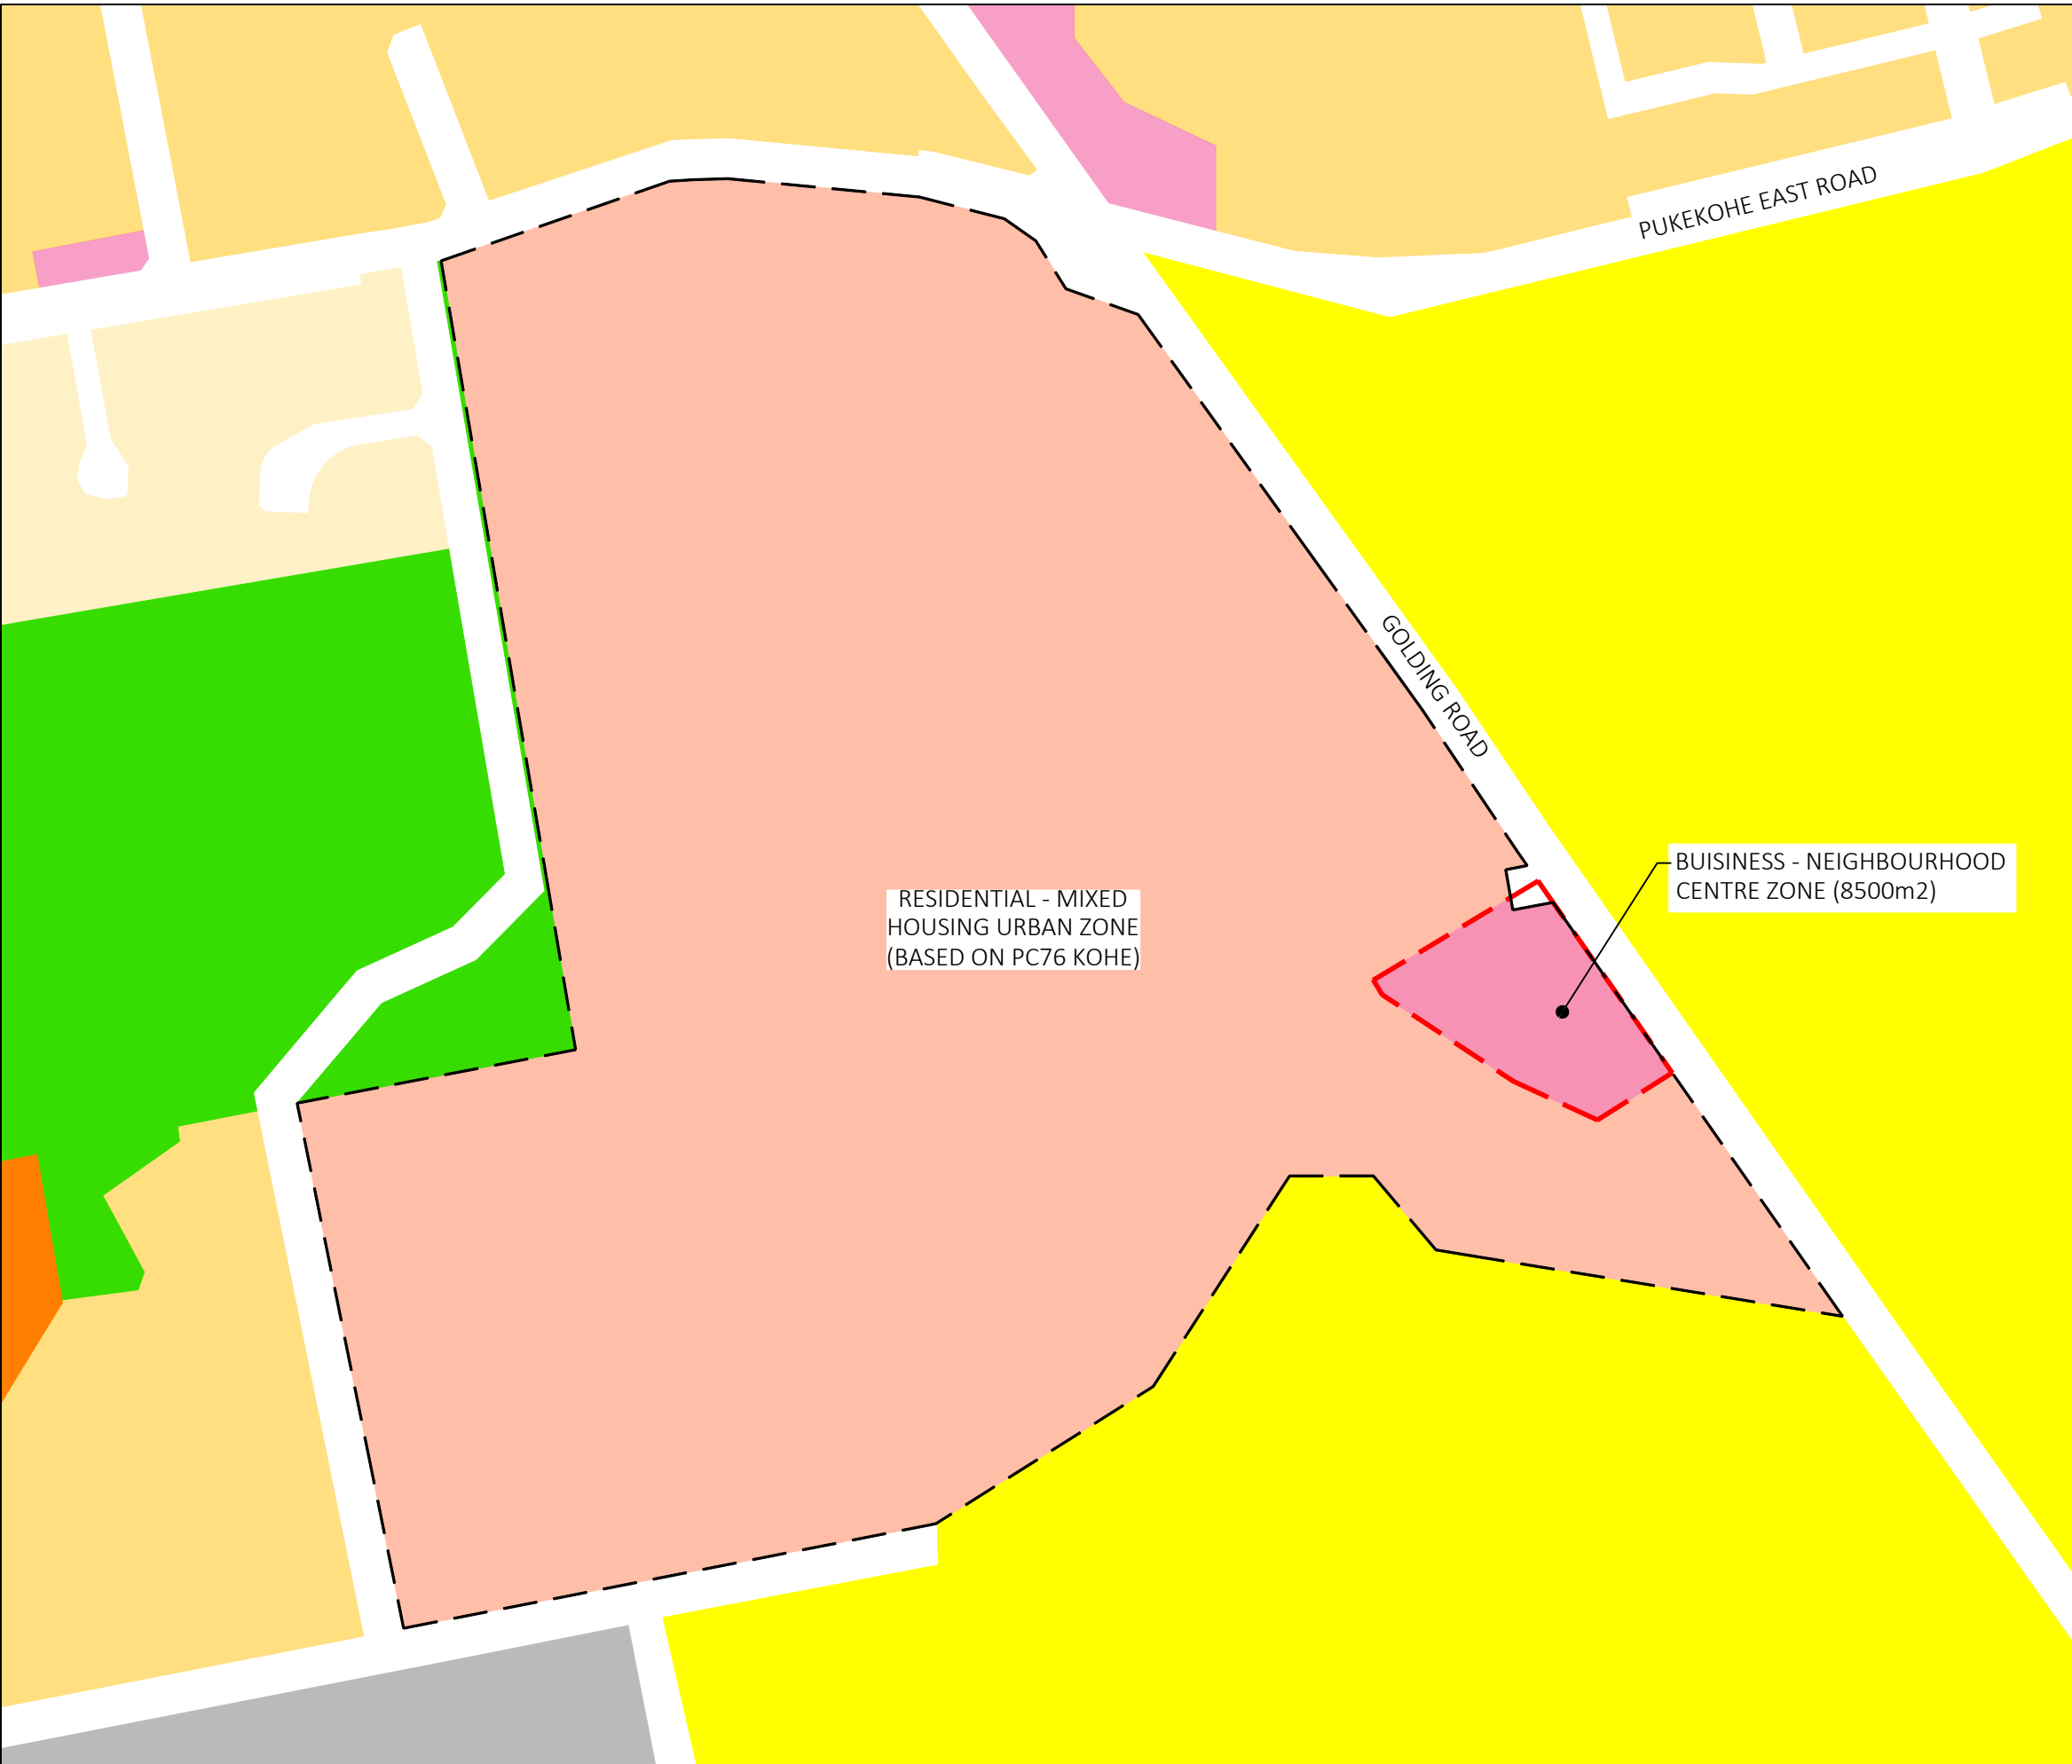 PUKEKOHE EAST ROAD
GOLDING ROAD
BUISINESS - NEIGHBOURHOOD
CENTRE ZONE (8500m2)
RESIDENTIAL - MIXED
HOUSING URBAN ZONE
(BASED ON PC76 KOHE)